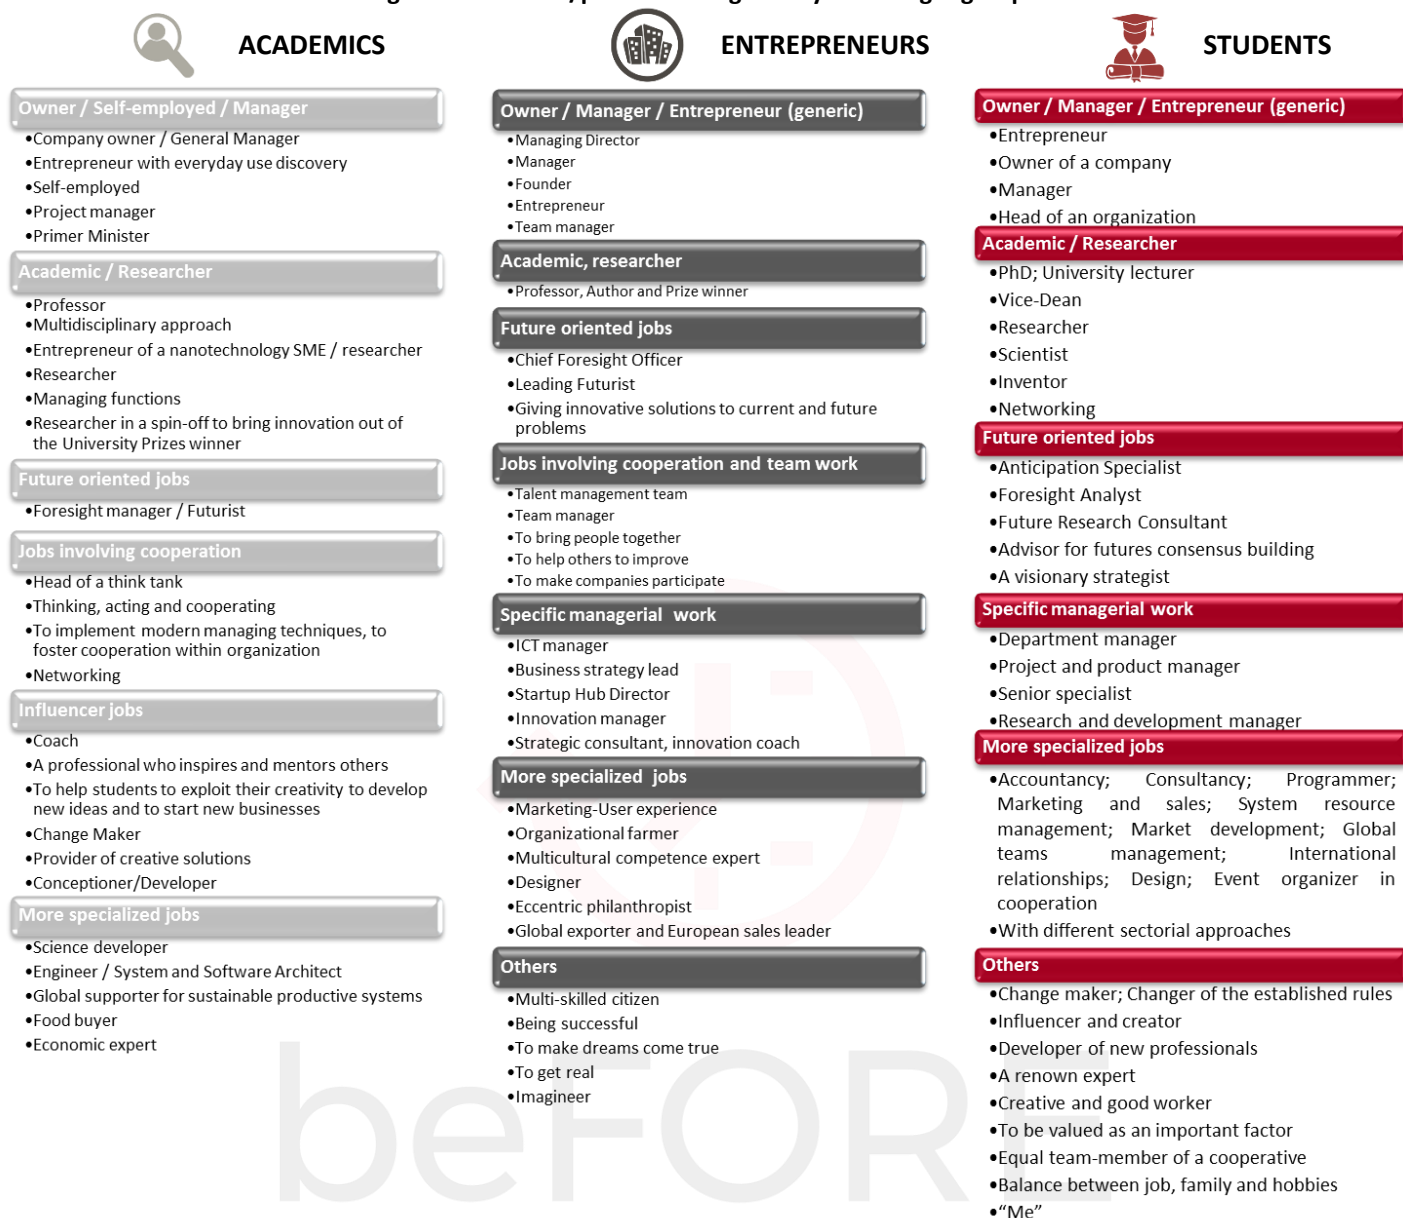 ACADEMICS
Owner / Self-employed / Manager
•Company owner / General Manager
•Entrepreneur with everyday use discovery
•Self-employed
•Project manager
•Primer Minister
Academic / Researcher
•Professor
•Multidisciplinary approach
•Entrepreneur of a nanotechnology SME / researcher
•Researcher
•Managing functions
•Researcher in a spin-off to bring innovation out of
the University Prizes winner
Future oriented jobs
•Foresight manager / Futurist
Jobs involving cooperation
•Head of a think tank
•Thinking, acting and cooperating
•To implement modern managing techniques, to
foster cooperation within organization
•Networking
Influencer jobs
•Coach
•A professional who inspires and mentors others
•To help students to exploit their creativity to develop
new ideas and to start new businesses
•Change Maker
•Provider of creative solutions
•Conceptioner/Developer
More specialized jobs
•Science developer
•Engineer / System and Software Architect
•Global supporter for sustainable productive systems
•Food buyer
•Economic expert
ENTREPRENEURS
Owner / Manager / Entrepreneur (generic)
•Managing Director
•Manager
•Founder
•Entrepreneur
•Team manager
Academic, researcher
•Professor, Author and Prize winner
Future oriented jobs
•Chief Foresight Officer
•Leading Futurist
•Giving innovative solutions to current and future
problems
Jobs involving cooperation and team work
•Talent management team
•Team manager
•To bring people together
•To help others to improve
•To make companies participate
Specific managerial work
•ICT manager
•Business strategy lead
•Startup Hub Director
•Innovation manager
•Strategic consultant, innovation coach
More specialized jobs
•Marketing-User experience
•Organizational farmer
•Multicultural competence expert
•Designer
•Eccentric philanthropist
•Global exporter and European sales leader
Others
•Multi-skilled citizen
•Being successful
•To make dreams come true
•To get real
•Imagineer
STUDENTS
Owner / Manager / Entrepreneur (generic)
•Entrepreneur
•Owner of a company
•Manager
•Head of an organization
Academic / Researcher
•PhD; University lecturer
•Vice-Dean
•Researcher
•Scientist
•Inventor
•Networking
Future oriented jobs
•Anticipation Specialist
•Foresight Analyst
•Future Research Consultant
•Advisor for futures consensus building
•A visionary strategist
Specific managerial work
•Department manager
•Project and product manager
•Senior specialist
•Research and development manager
More specialized jobs
•Accountancy; Consultancy; Programmer;
Marketing and sales; System resource
management; Market development; Global
teams management; International
relationships; Design; Event organizer in
cooperation
•With different sectorial approaches
Others
•Change maker; Changer of the established rules
•Influencer and creator
•Developer of new professionals
•A renown expert
•Creative and good worker
•To be valued as an important factor
•Equal team-member of a cooperative
•Balance between job, family and hobbies
•“Me”
beFORE